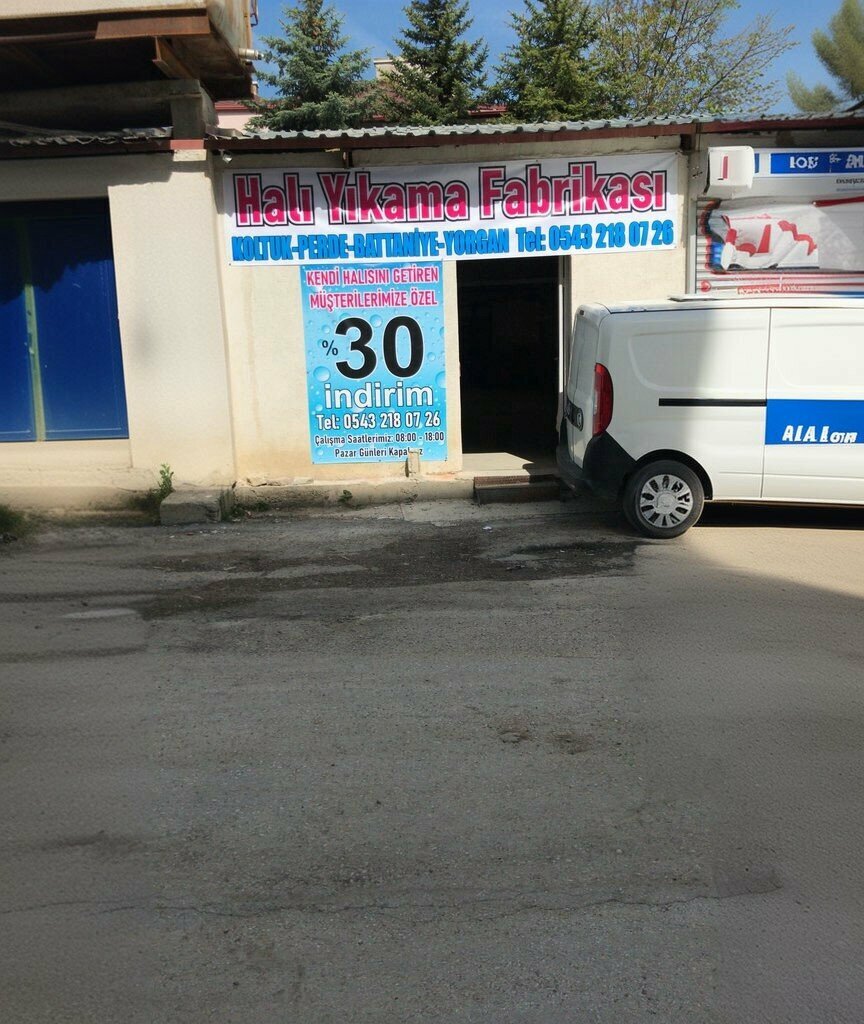 Halı Yıkama Fabrikası
KOLTUK-PERDE-BATTANİYE-YORGAN Tel: 0543 218 07 26
KENDİ HALISINI GETİREN
MÜŞTERİLERİMİZE ÖZEL
%30
indirim
Tel: 0543 218 07 26
Çalışma Saatlerimiz: 08:00 - 18:00
Pazar Günleri